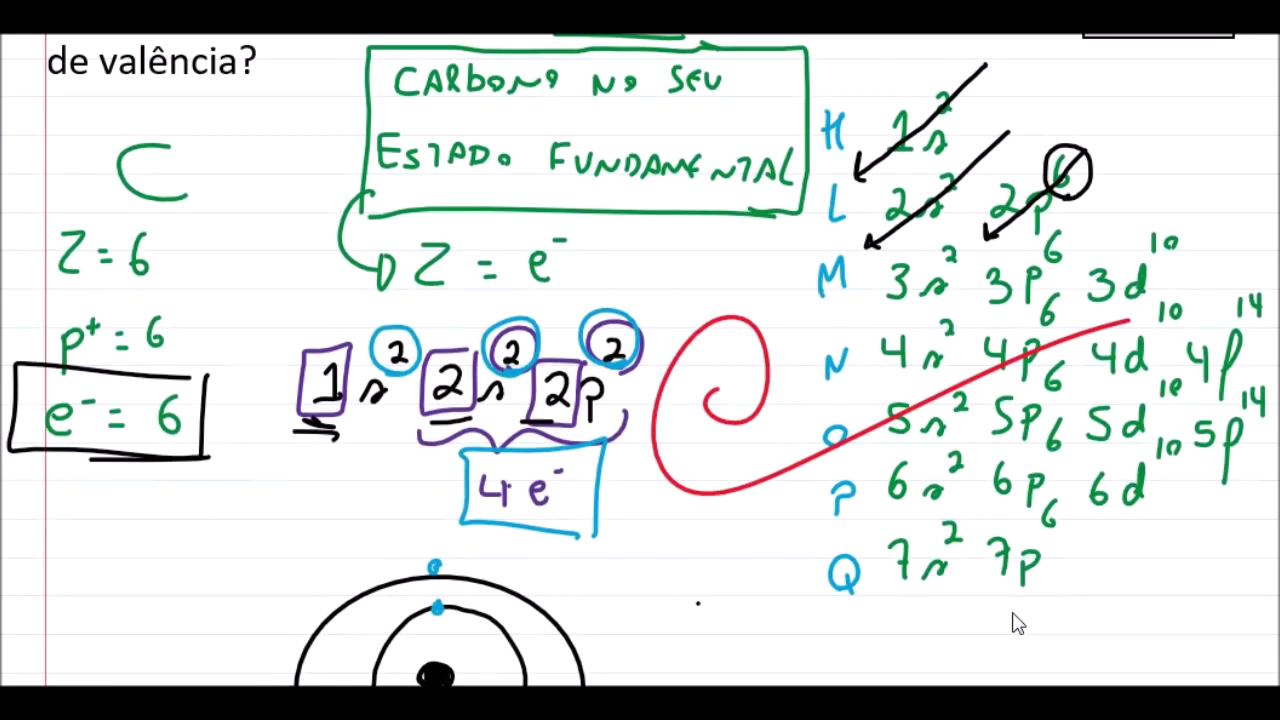 de valência?
CARbONO NO SEU
ESTADO FUNDAMENTAL
C
Z = 6
Z = e⁻
p⁺ = 6
e⁻ = 6
1s² 2s² 2p²
4 e⁻
K 1s²
L 2s² 2p⁶
M 3s² 3p⁶ 3d¹⁰
N 4s² 4p⁶ 4d¹⁰ 4f¹⁴
O 5s² 5p⁶ 5d¹⁰ 5f¹⁴
P 6s² 6p⁶ 6d¹⁰
Q 7s² 7p⁶